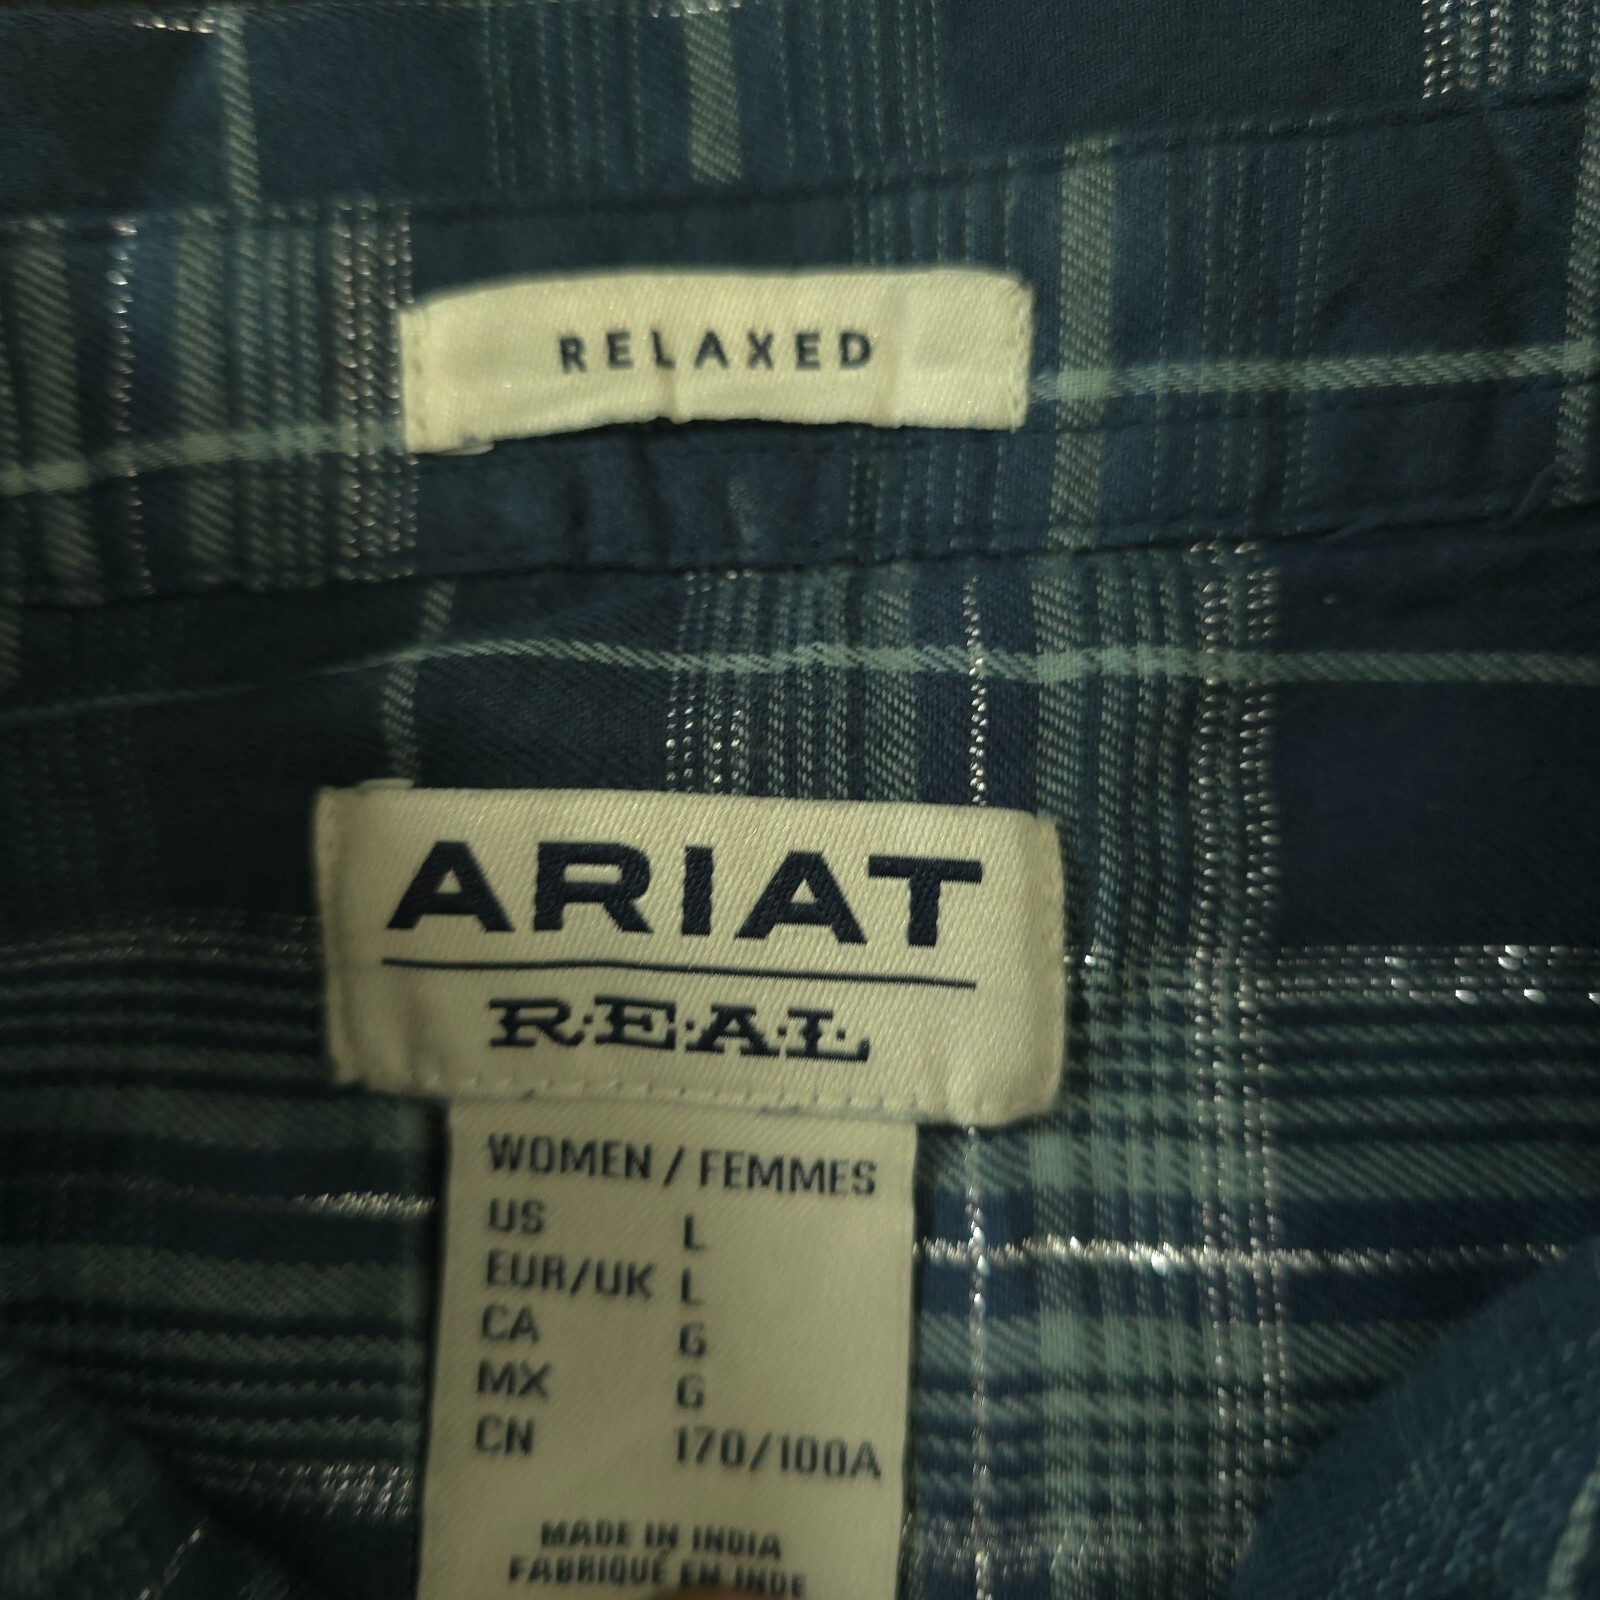 RELAXED
ARIAT
R·E·A·L
WOMEN / FEMMES
US L
EUR/UK L
CA G
MX G
CN 170/100A
MADE IN INDIA
FABRIQUÉ EN INDE